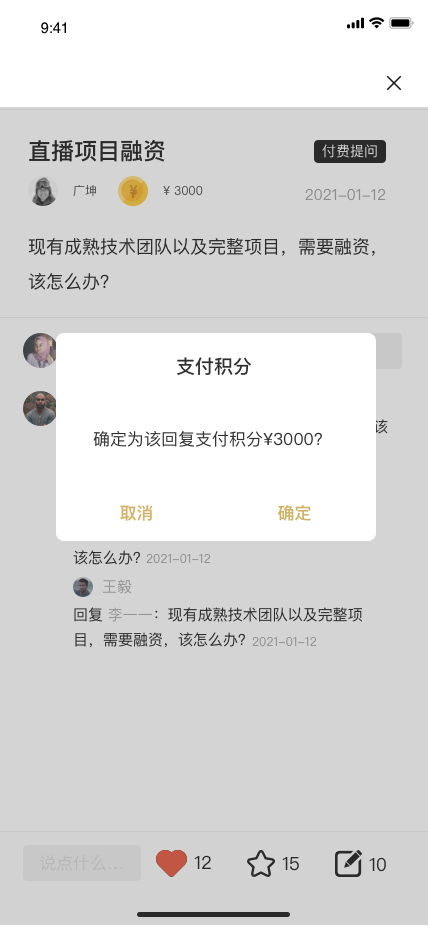 9:41
直播项目融资
付费提问
广坤
¥ 3000
2021-01-12
现有成熟技术团队以及完整项目，需要融资，
该怎么办?
支付积分
确定为该回复支付积分¥3000?
该
取消
确定
该怎么办? 2021-01-12
王毅
回复 李一一：现有成熟技术团队以及完整项
目，需要融资，该怎么办? 2021-01-12
说点什么...
12
15
10